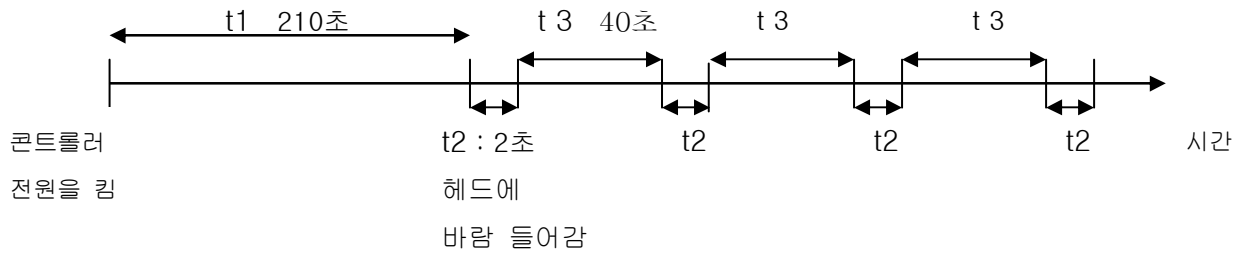 t1 210초 t 3 40초 t 3 t 3
콘트롤러 t2 : 2초 t2 t2 t2 시간
전원을 킴 헤드에
바람 들어감